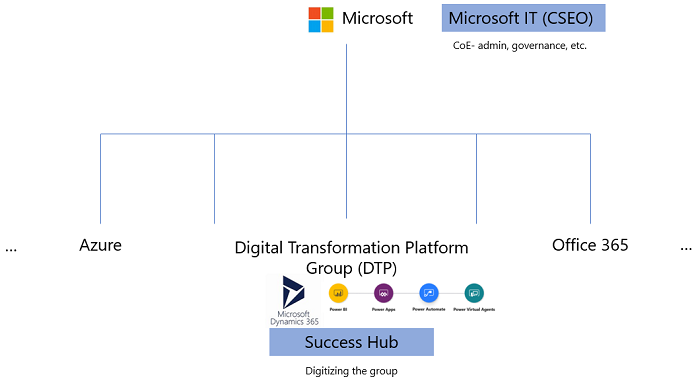 Microsoft
Microsoft IT (CSEO)
CoE- admin, governance, etc.
... Azure
Digital Transformation Platform
Group (DTP)
Office 365 ...
Microsoft
Dynamics 365
Power BI
Power Apps
Power Automate
Power Virtual Agents
Success Hub
Digitizing the group